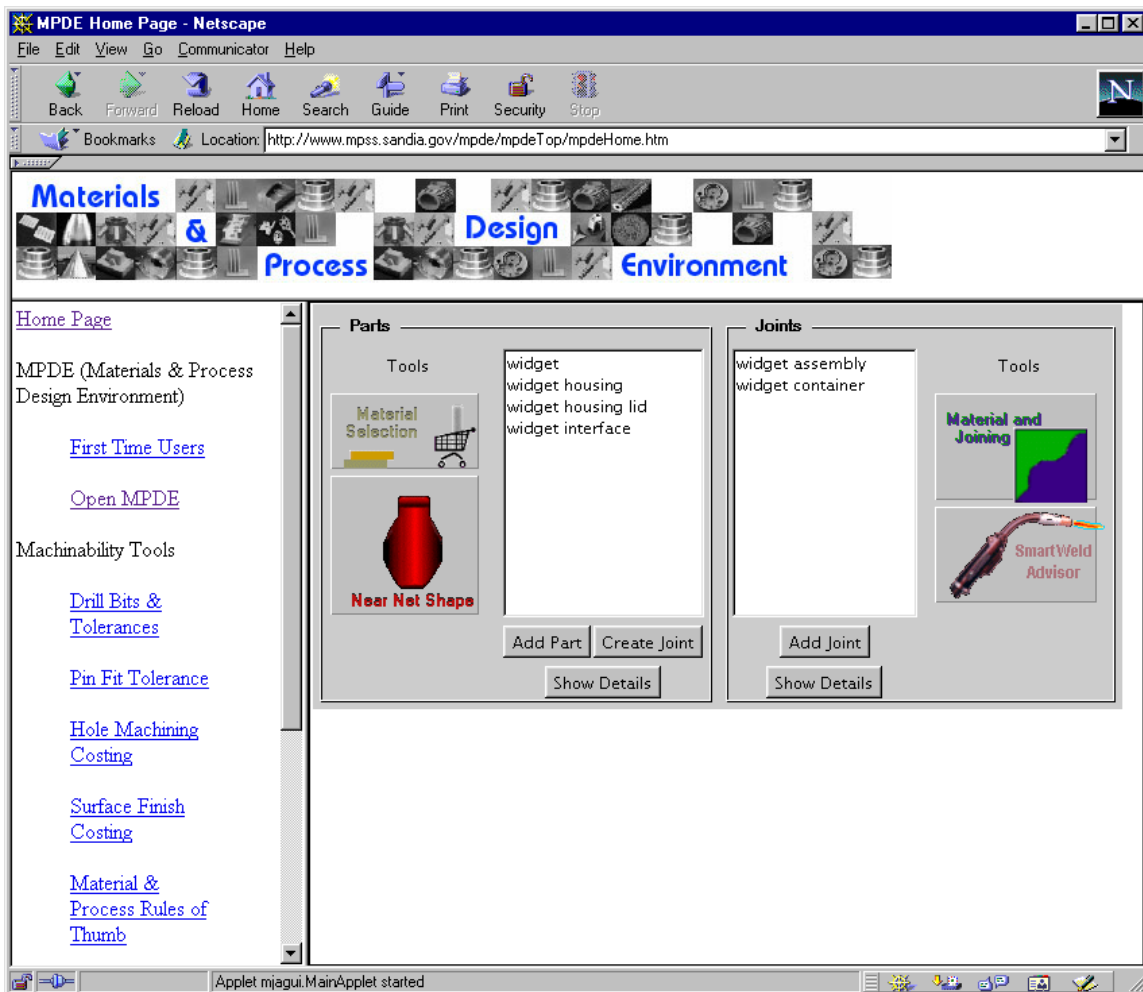 MPDE Home Page - Netscape
File Edit View Go Communicator Help
Back Forward Reload Home Search Guide Print Security Stop
N
Bookmarks Location: http://www.mpss.sandia.gov/mpde/mpdeTop/mpdeHome.htm
Materials
& Design
Process Environment
Home Page
MPDE (Materials & Process
Design Environment)
First Time Users
Open MPDE
Machinability Tools
Drill Bits &
Tolerances
Pin Fit Tolerance
Hole Machining
Costing
Surface Finish
Costing
Material &
Process Rules of
Thumb
Parts
Tools
Material
Selection
Near Net Shape
widget
widget housing
widget housing lid
widget interface
Add Part Create Joint
Show Details
Joints
widget assembly
widget container
Add Joint
Show Details
Tools
Material and
Joining
SmartWeld
Advisor
Applet mjagui.MainApplet started